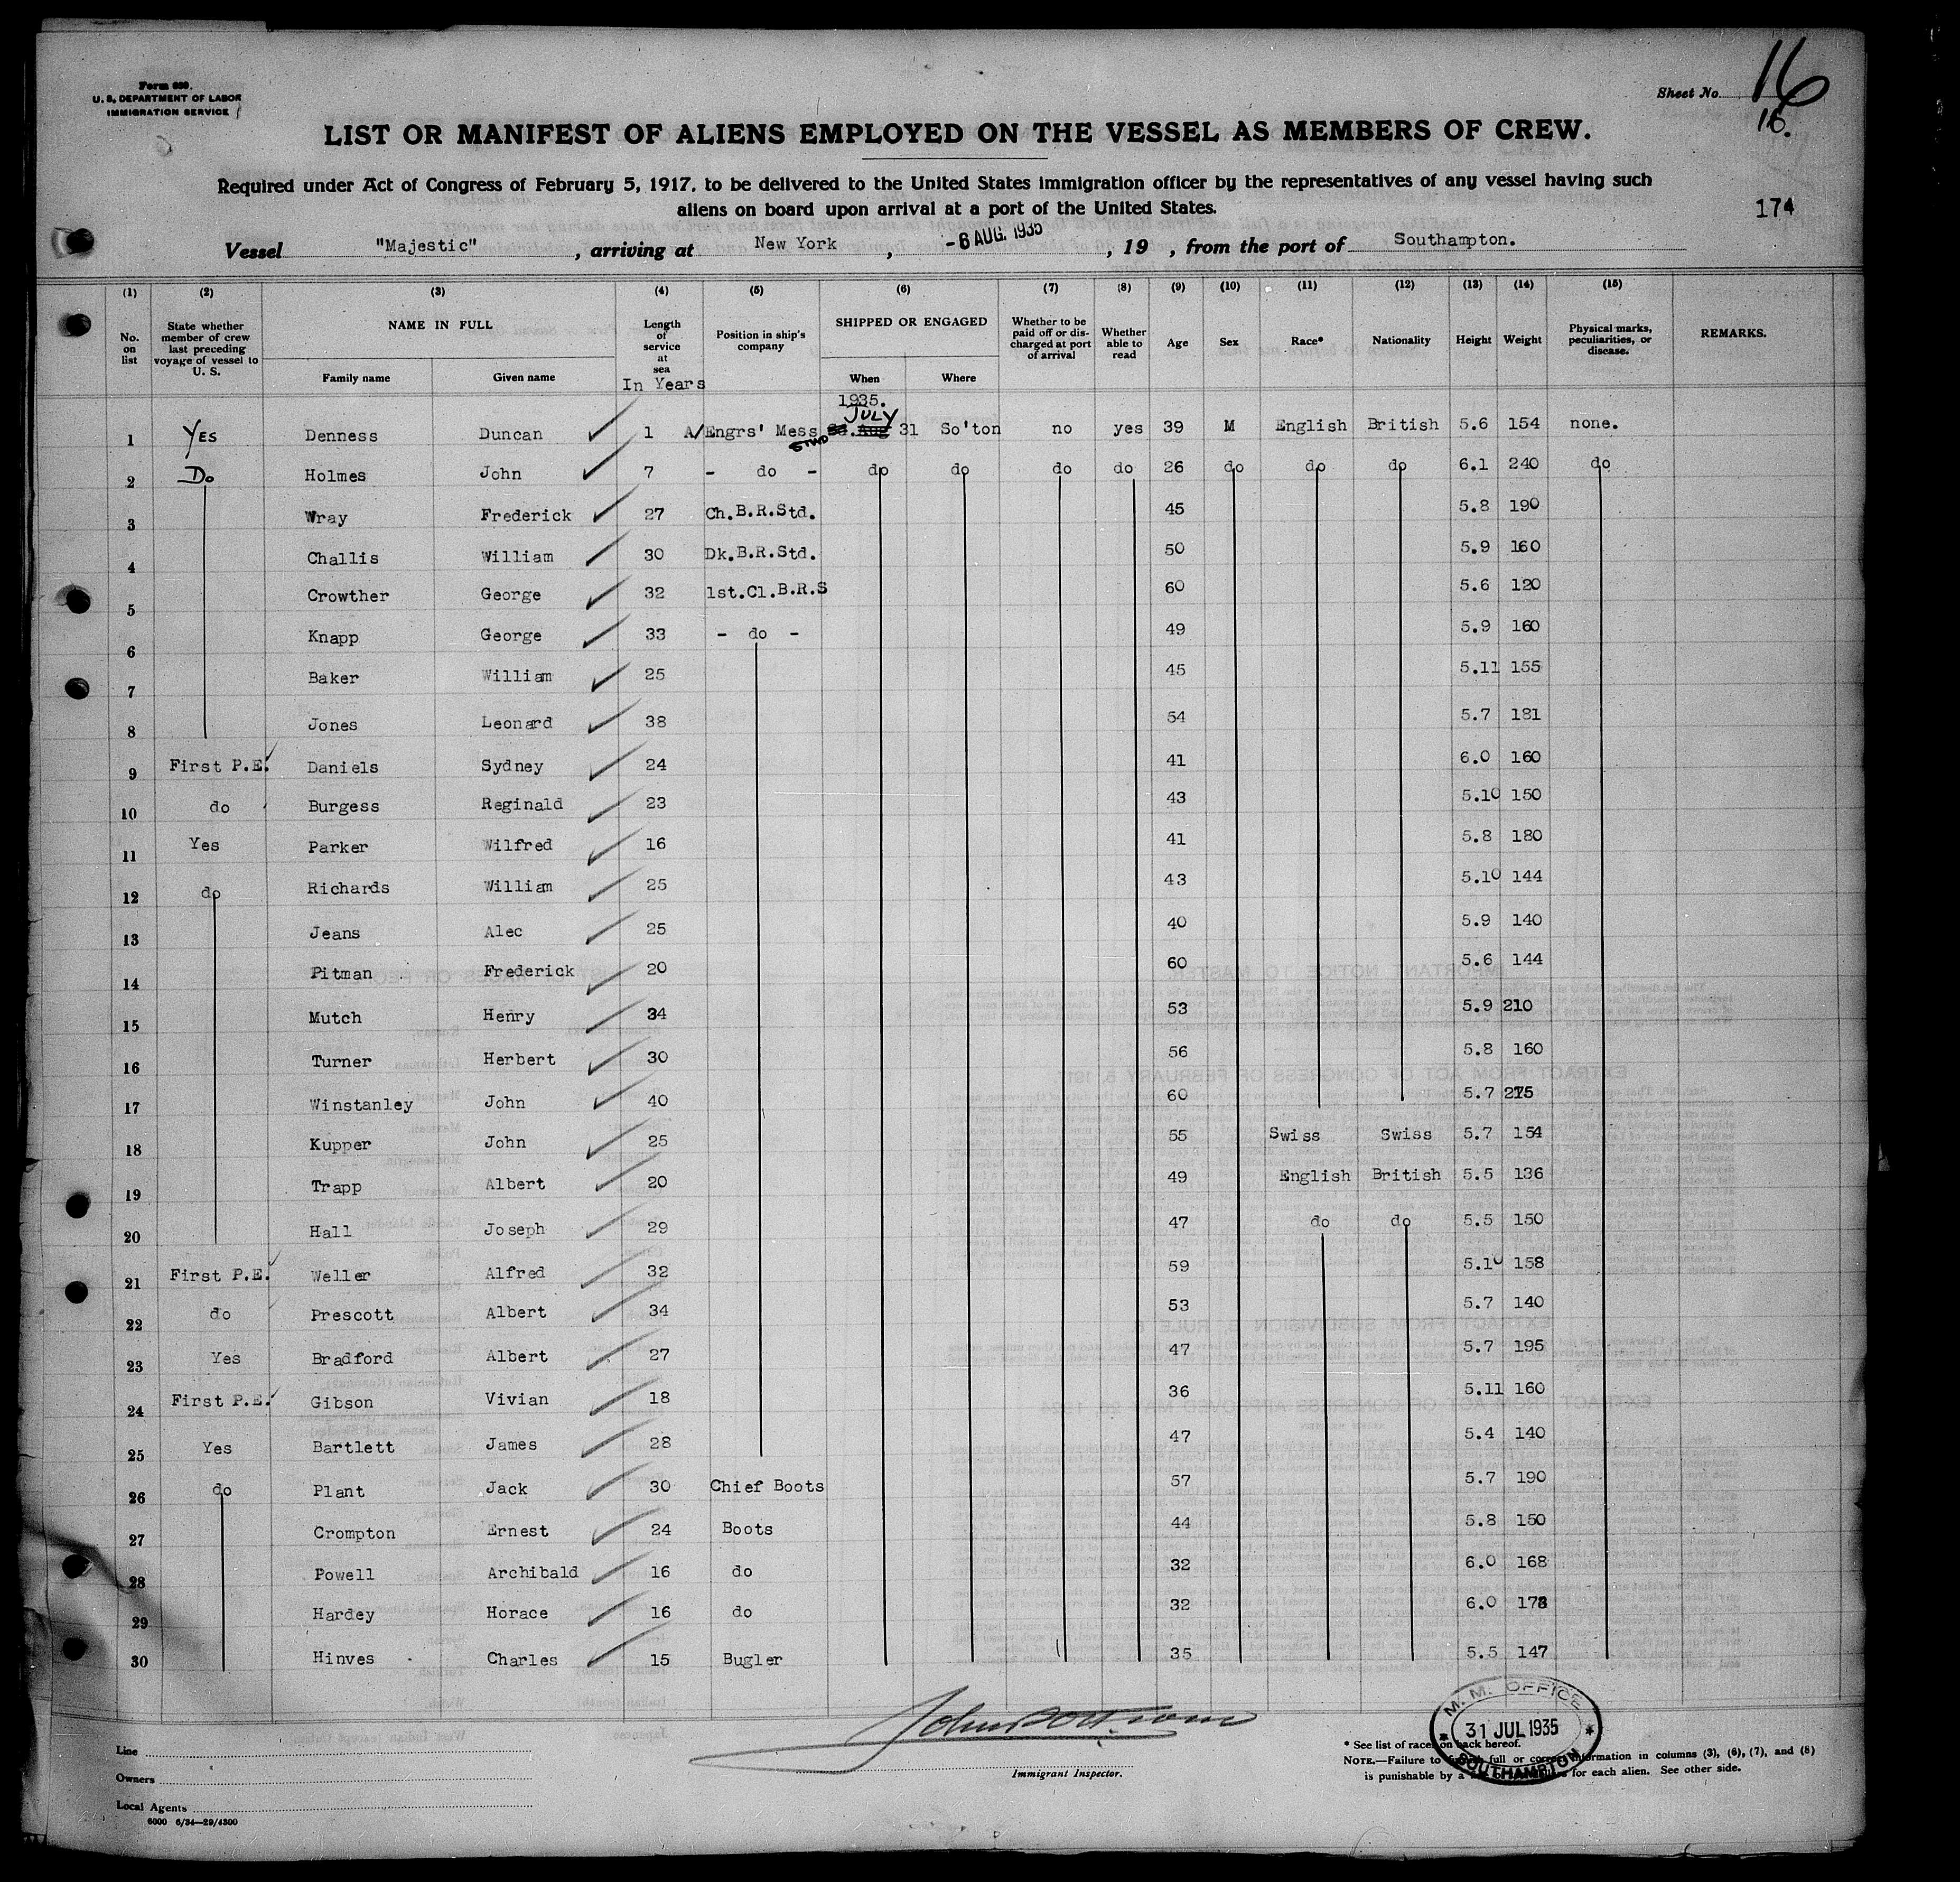 Form 689.
U. S. DEPARTMENT OF LABOR
IMMIGRATION SERVICE
Sheet No. 16
16.
LIST OR MANIFEST OF ALIENS EMPLOYED ON THE VESSEL AS MEMBERS OF CREW.
Required under Act of Congress of February 5, 1917, to be delivered to the United States immigration officer by the representatives of any vessel having such
aliens on board upon arrival at a port of the United States.
174
Vessel "Majestic", arriving at New York, -6 AUG. 1935, 19 , from the port of Southampton.
(1) (2) (3) (4) (5) (6) (7) (8) (9) (10) (11) (12) (13) (14) (15)
No. on list | State whether member of crew last preceding voyage of vessel to U. S. | NAME IN FULL | Length of service at sea | Position in ship's company | SHIPPED OR ENGAGED | Whether to be paid off or discharged at port of arrival | Whether able to read | Age | Sex | Race* | Nationality | Height | Weight | Physical marks, peculiarities, or disease. | REMARKS.
Family name | Given name | In Years | When | Where
1935.
JULY
1 YES Denness Duncan 1 A/Engrs' Mess STWD 31 So'ton no yes 39 M English British 5.6 154 none.
2 Do Holmes John 7 - do - do do do do 26 do do do 6.1 240 do
3 Wray Frederick 27 Ch.B.R.Std. 45 5.8 190
4 Challis William 30 Dk.B.R.Std. 50 5.9 160
5 Crowther George 32 1st.Cl.B.R.S 60 5.6 120
6 Knapp George 33 - do - 49 5.9 160
7 Baker William 25 45 5.11 155
8 Jones Leonard 38 54 5.7 181
9 First P.E. Daniels Sydney 24 41 6.0 160
10 do Burgess Reginald 23 43 5.10 150
11 Yes Parker Wilfred 16 41 5.8 180
12 do Richards William 25 43 5.10 144
13 Jeans Alec 25 40 5.9 140
14 Pitman Frederick 20 60 5.6 144
15 Mutch Henry 34 53 5.9 210
16 Turner Herbert 30 56 5.8 160
17 Winstanley John 40 60 5.7
18 Kupper John 25 55 Swiss Swiss 5.7 154
19 Trapp Albert 20 49 English British 5.5 136
20 Hall Joseph 29 47 do do 5.5 150
21 First P.E. Weller Alfred 32 59 5.10 158
22 do Prescott Albert 34 53 5.7 140
23 Yes Bradford Albert 27 47 5.7 195
24 First P.E. Gibson Vivian 18 36 5.11 160
25 Yes Bartlett James 28 47 5.4 140
26 do Plant Jack 30 Chief Boots 57 5.7 190
27 Crompton Ernest 24 Boots 44 5.8 150
28 Powell Archibald 16 do 32 6.0 168
29 Hardey Horace 16 do 32 6.0
30 Hinves Charles 15 Bugler 35 5.5 147
Line
Owners
Local Agents
6000 6/34—29/4300
Immigrant Inspector.
M. M. OFFICE
31 JUL 1935
SOUTHAMPTON
* See list of races on back hereof.
NOTE.—Failure to full or information in columns (3), (6), (7), and (8)
is punishable by a for each alien. See other side.